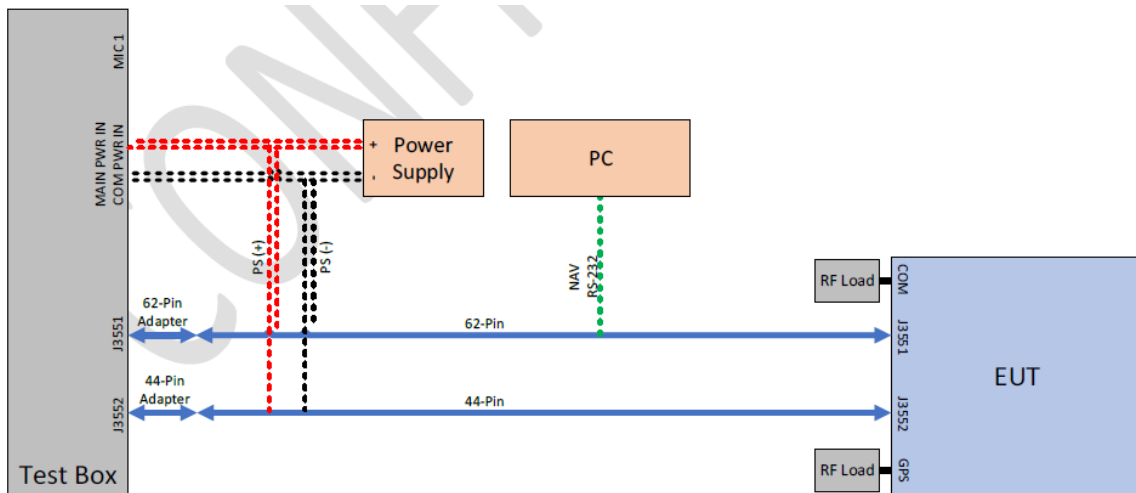 CONF
MIC 1
MAIN PWR IN
COM PWR IN
+
Power
Supply
-
PC
PS (+)
PS (-)
NAV
RS-232
RF Load
COM
62-Pin
Adapter
62-Pin
J3551
J3551
EUT
44-Pin
Adapter
44-Pin
J3552
J3552
RF Load
GPS
Test Box